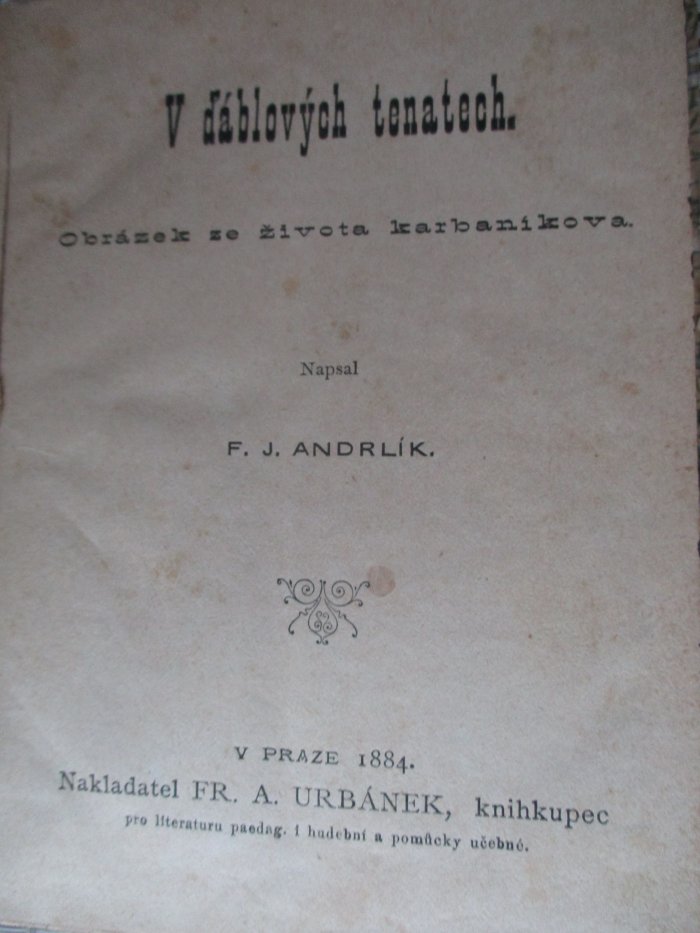 V ďáblových tenatech.
Obrázek ze života karbaníkova.
Napsal
F. J. ANDRLÍK.
V PRAZE 1884.
Nakladatel FR. A. URBÁNEK, knihkupec
pro literaturu paedag. i hudební a pomůcky učebné.